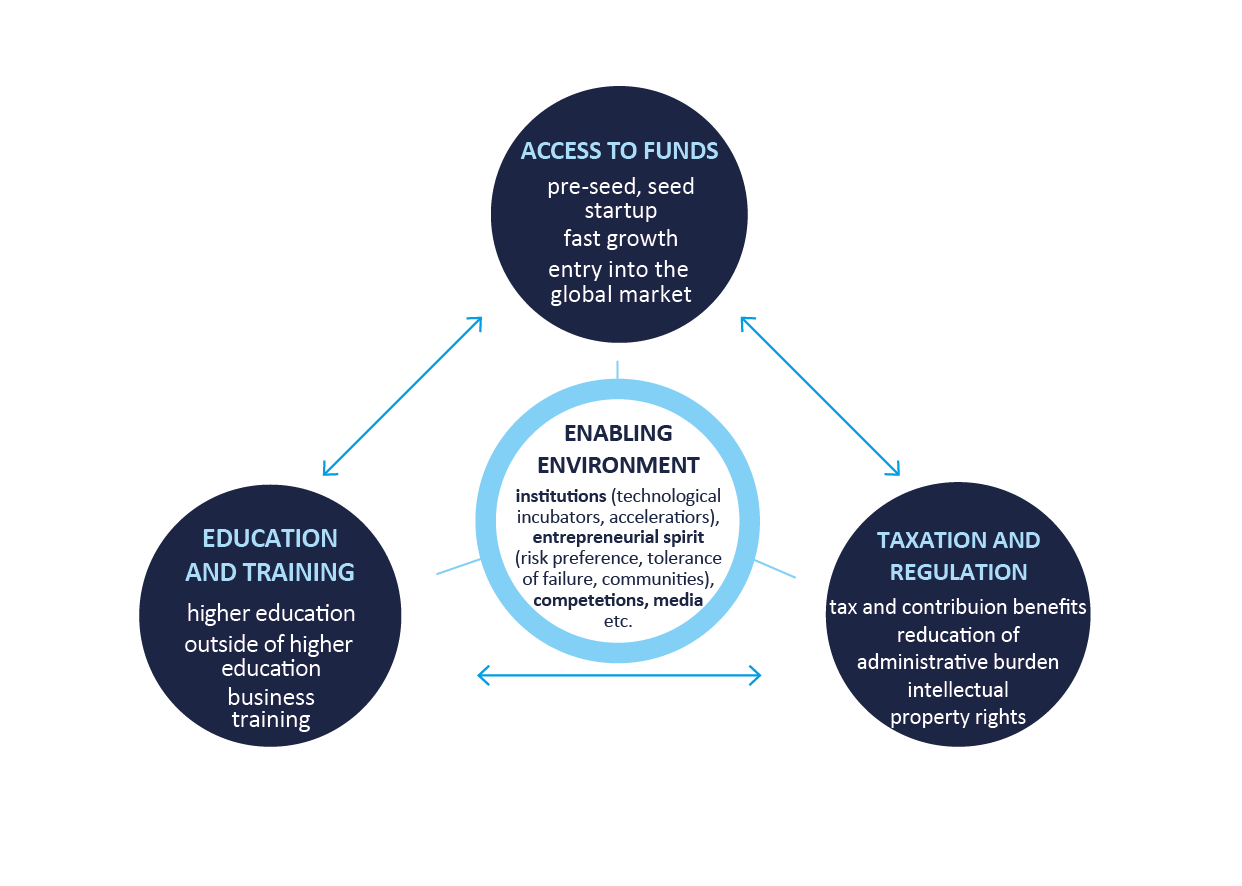 ACCESS TO FUNDS
pre-seed, seed
startup
fast growth
entry into the
global market
ENABLING
ENVIRONMENT
institutions (technological
incubators, acceleratiors),
entrepreneurial spirit
(risk preference, tolerance
of failure, communities),
competetions, media
etc.
EDUCATION
AND TRAINING
higher education
outside of higher
education
business
training
TAXATION AND
REGULATION
tax and contribuion benefits
reducation of
administrative burden
intellectual
property rights